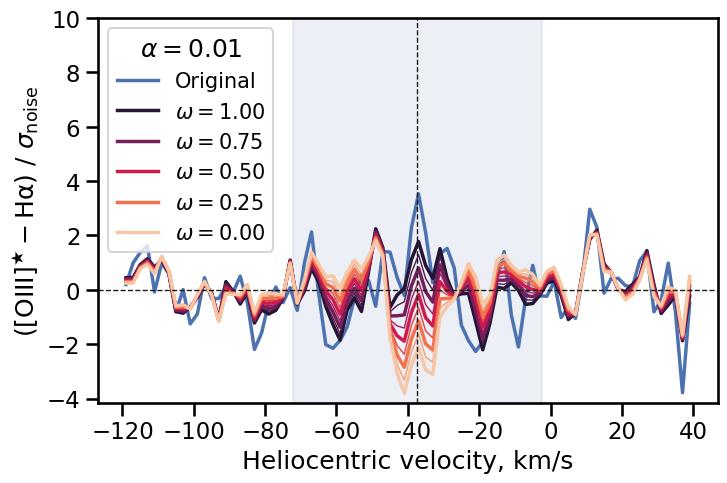 α = 0.01
Original
ω = 1.00
ω = 0.75
ω = 0.50
ω = 0.25
ω = 0.00
([OIII]★ − Hα) / σnoise
10
8
6
4
2
0
−2
−4
−120 −100 −80 −60 −40 −20 0 20 40
Heliocentric velocity, km/s